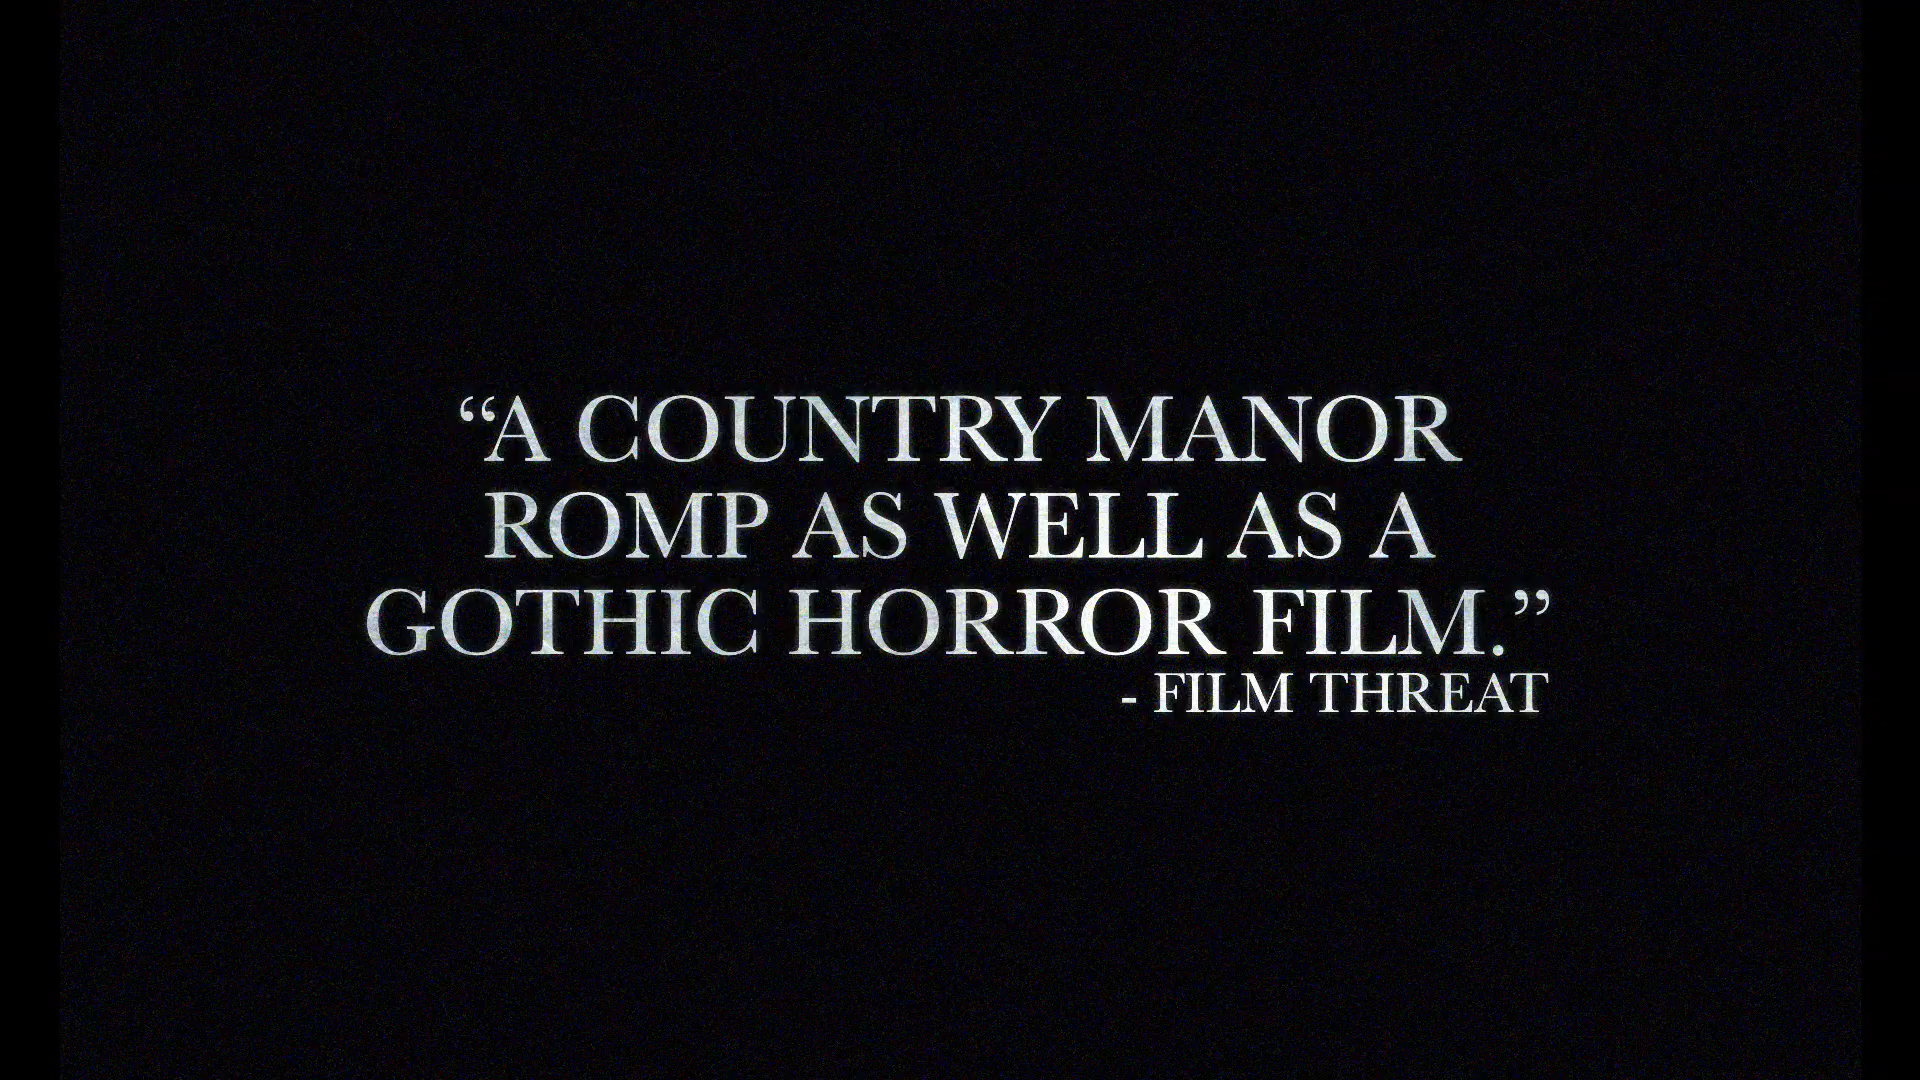 “A COUNTRY MANOR
ROMP AS WELL AS A
GOTHIC HORROR FILM.”
- FILM THREAT